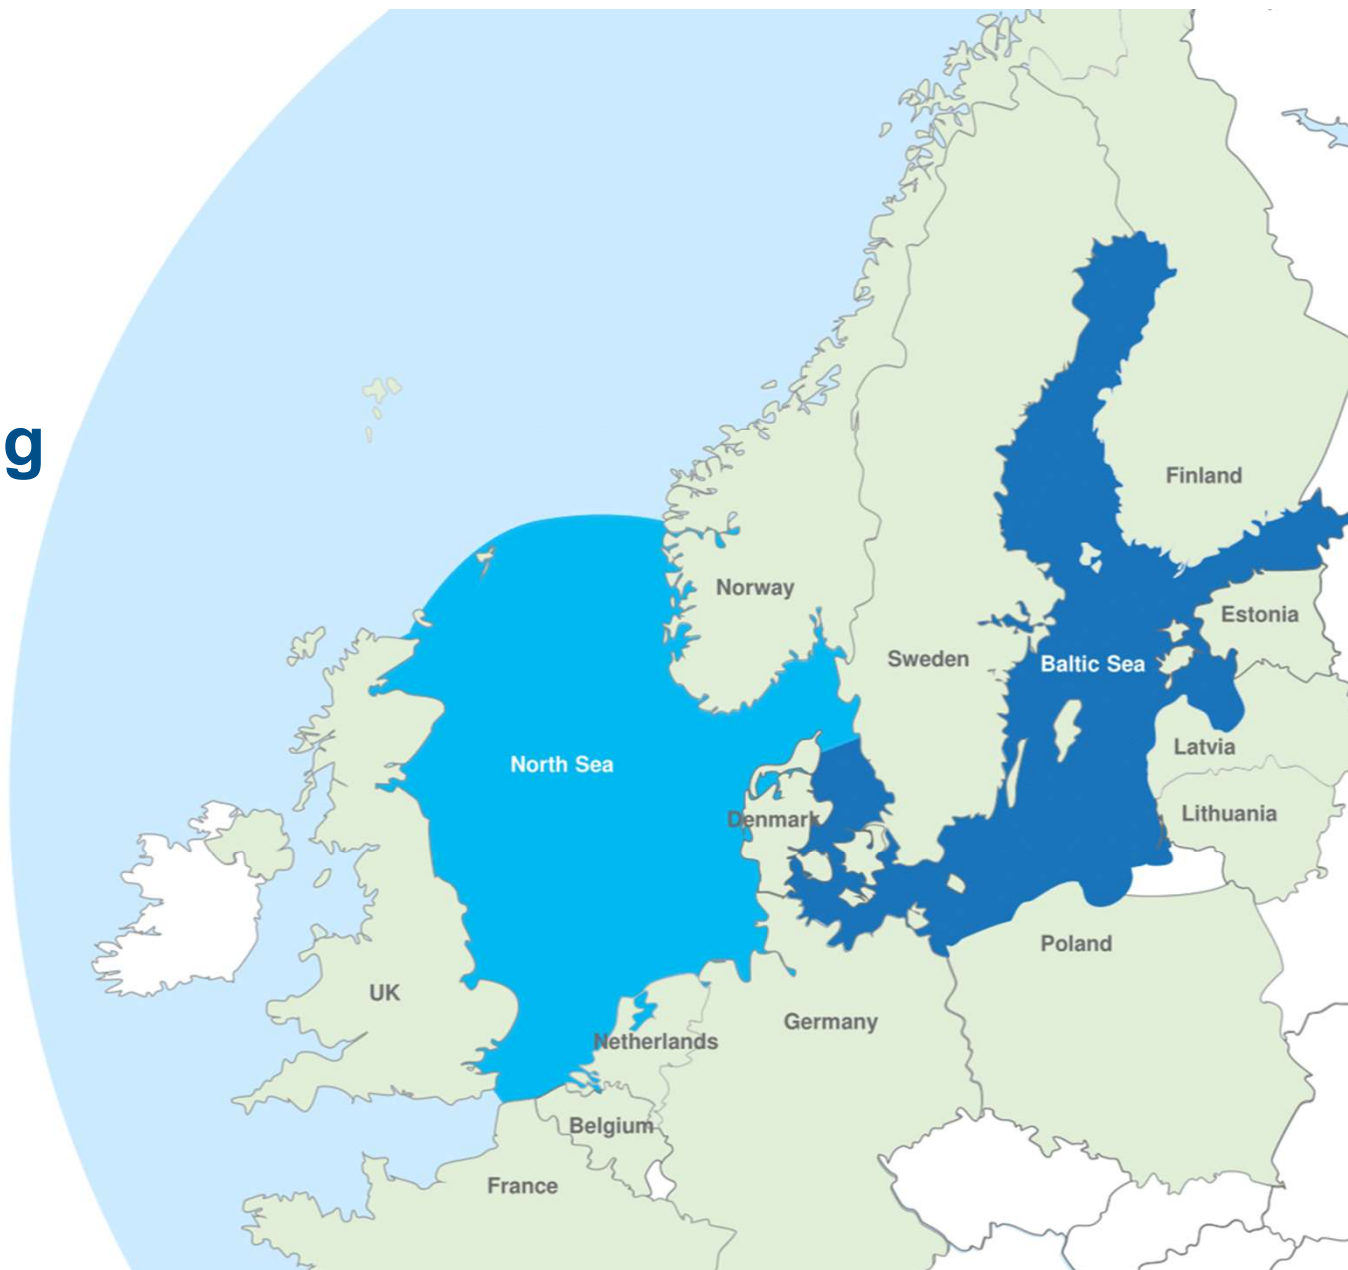 g
Finland
Norway
Estonia
Sweden
Baltic Sea
Latvia
North Sea
Lithuania
Denmark
Poland
UK
Germany
Netherlands
Belgium
France